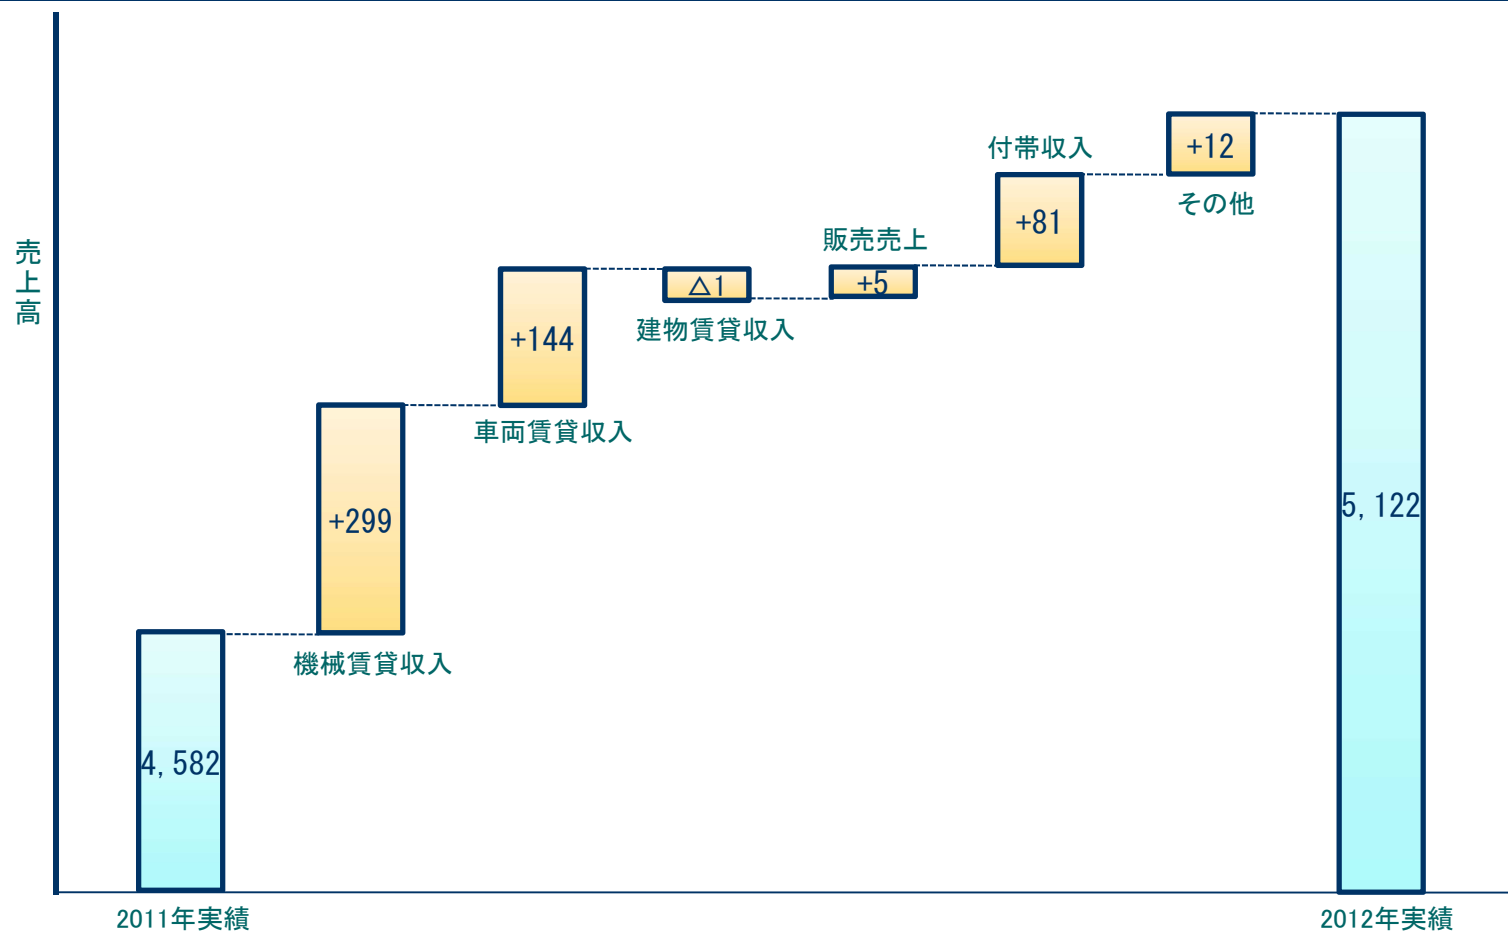 売上高
4,582
2011年実績
+299
機械賃貸収入
+144
車両賃貸収入
△1
建物賃貸収入
販売売上
+5
付帯収入
+81
+12
その他
5,122
2012年実績